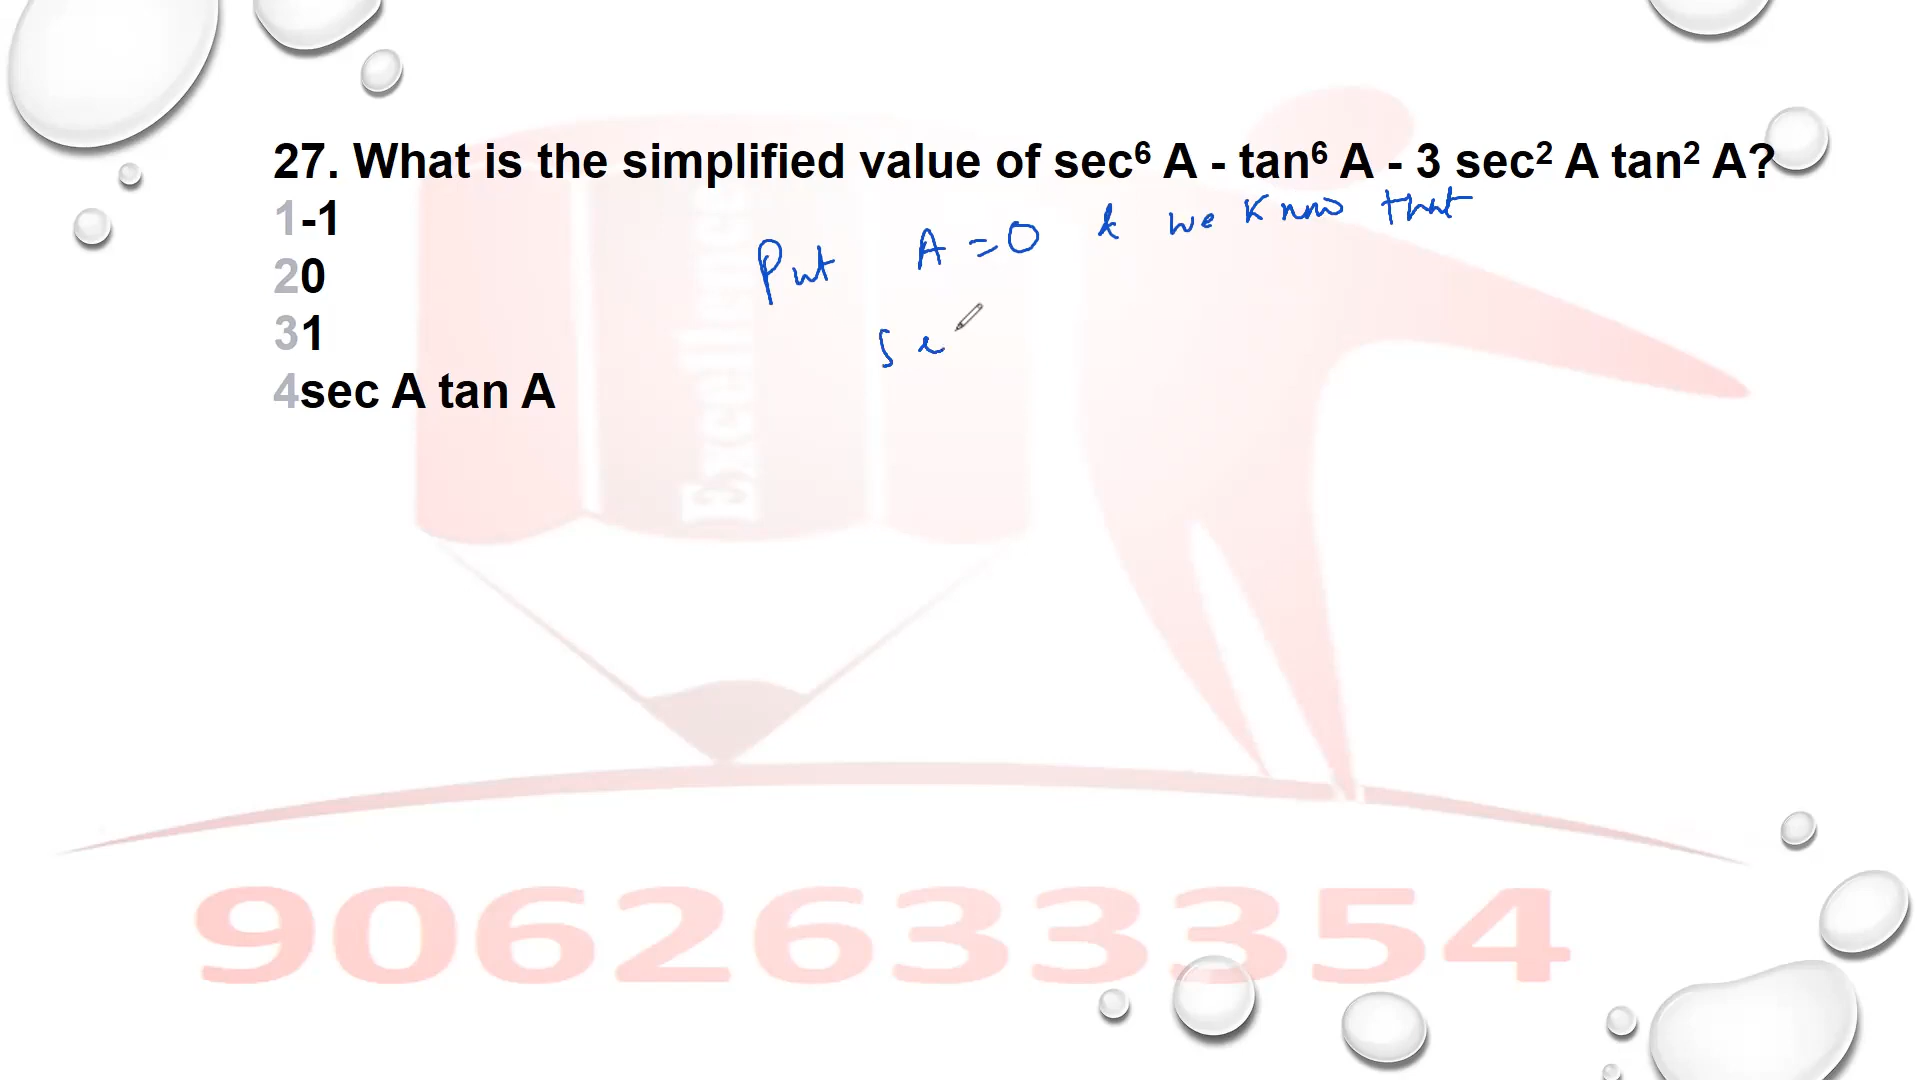 27. What is the simplified value of sec⁶ A - tan⁶ A - 3 sec² A tan² A?
1-1
20
31
4sec A tan A
Put A = 0 & we know that
se
Excellence
9062633354